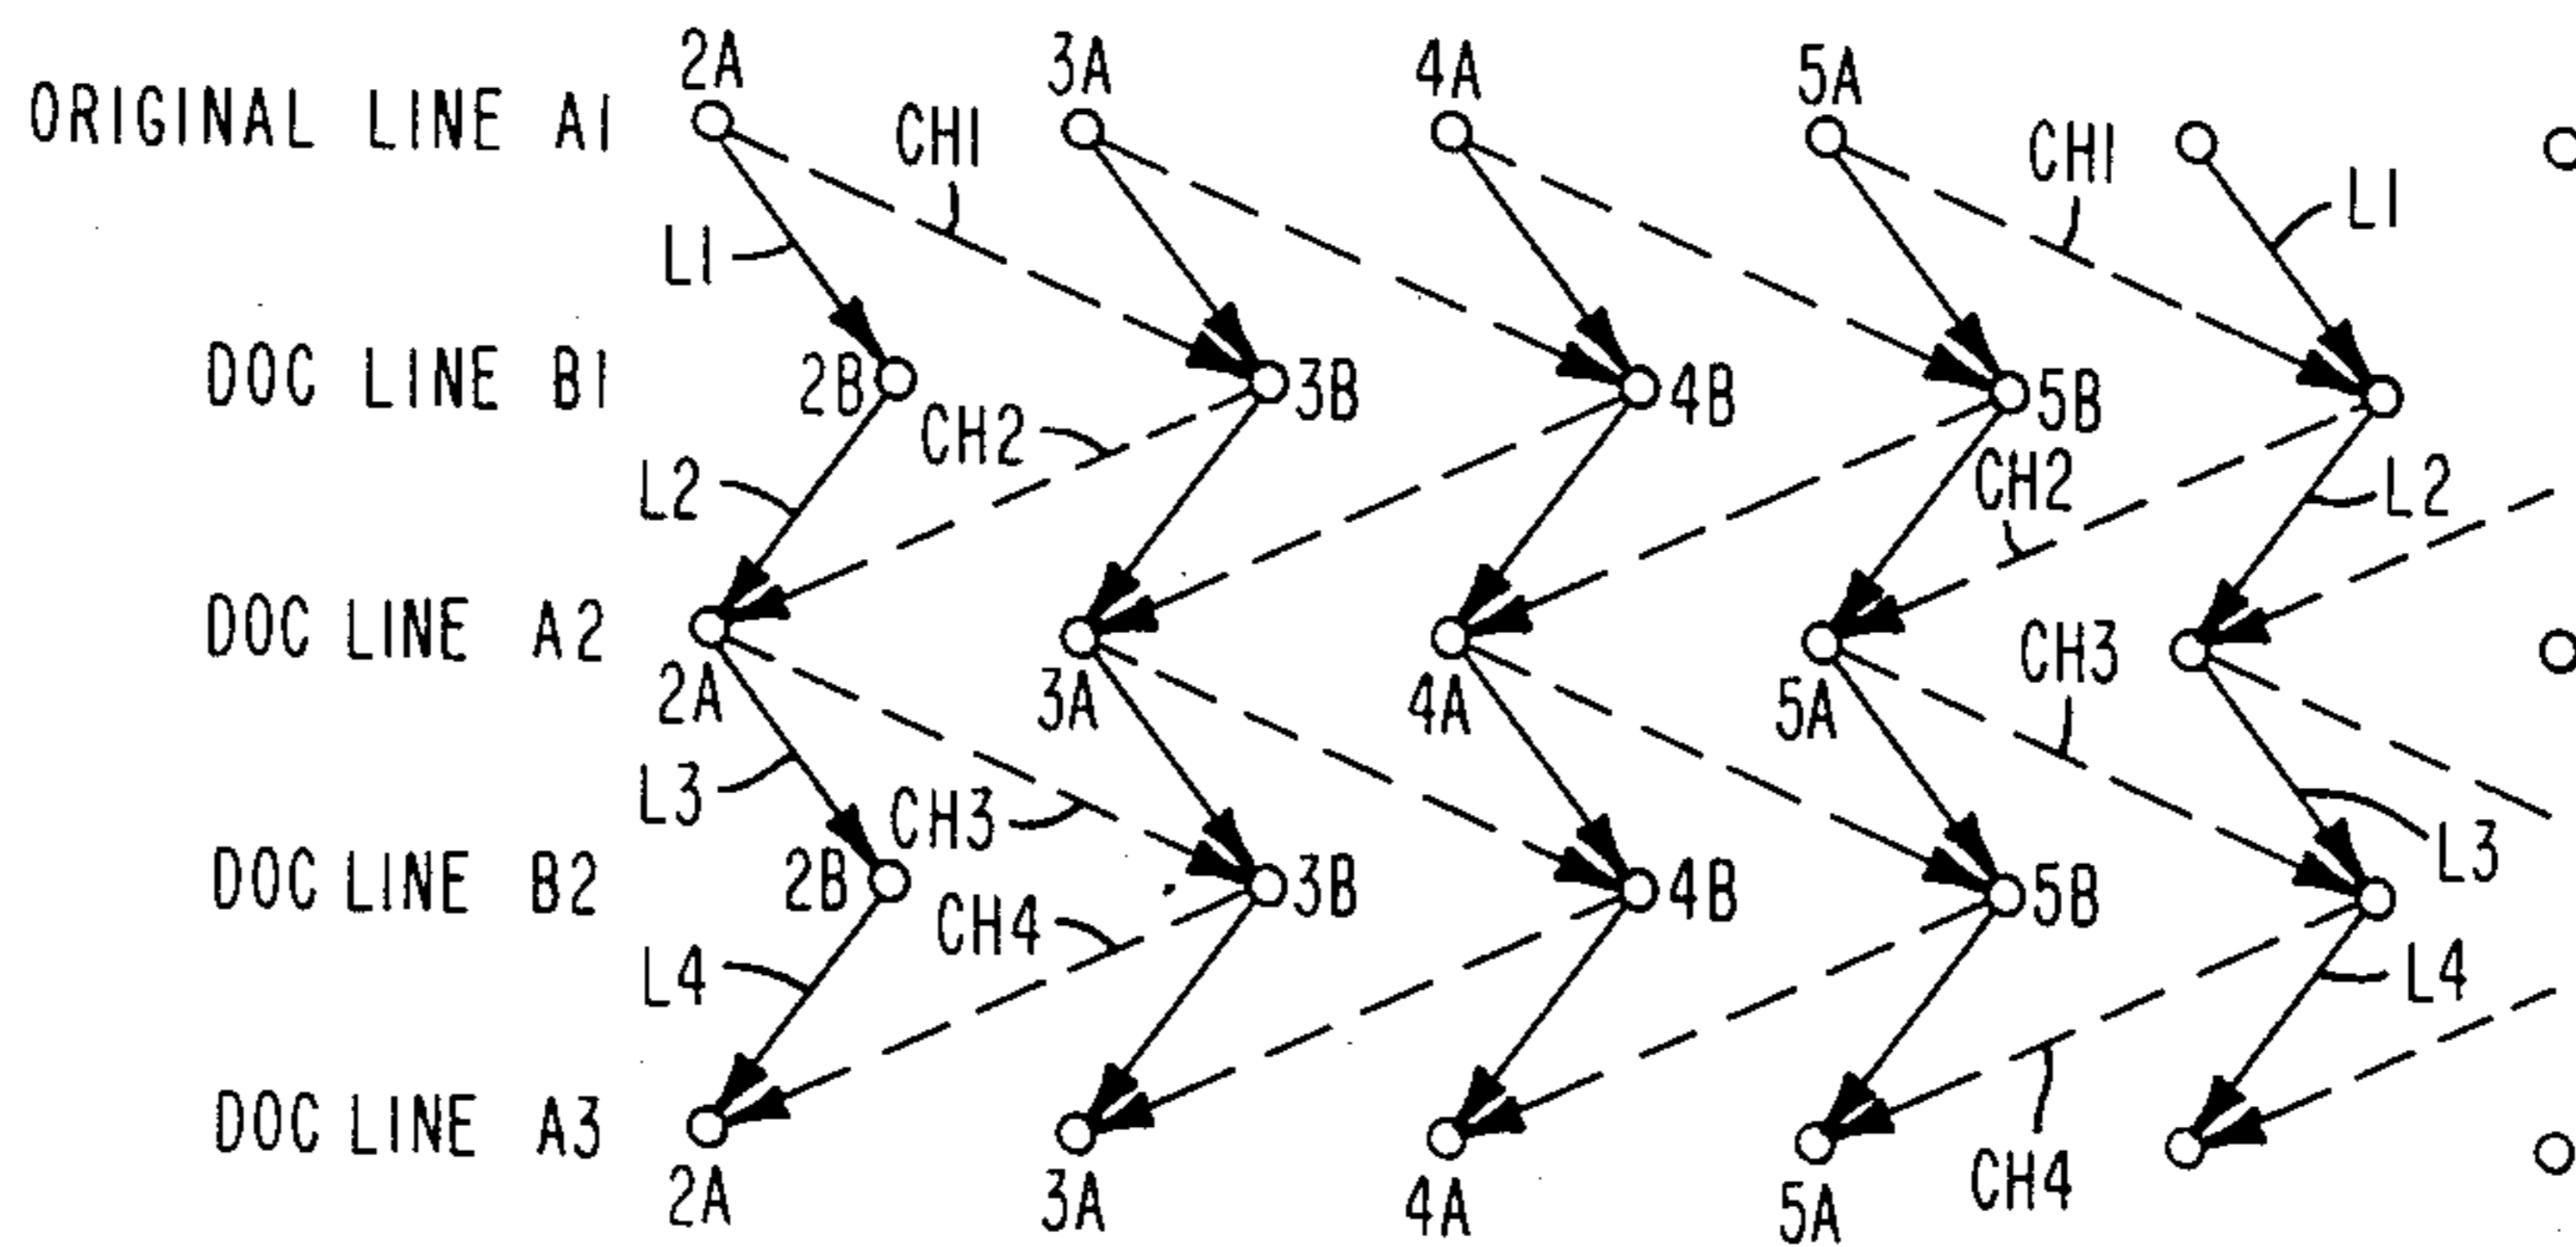 2A 3A 4A 5A
ORIGINAL LINE A1 CH1 CH1
L1 L1
DOC LINE B1 2B 3B 4B 5B
CH2 CH2
L2 L2
DOC LINE A2 CH3
2A 3A 4A 5A
L3 CH3 L3
DOC LINE B2 2B 3B 4B 5B
CH4
L4 L4
DOC LINE A3 CH4
2A 3A 4A 5A